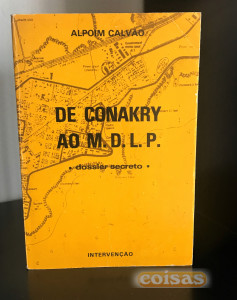 ALPOIM CALVÃO
DE CONAKRY
AO M.D.L.P.
• dossier secreto •
INTERVENÇÃO
coisas